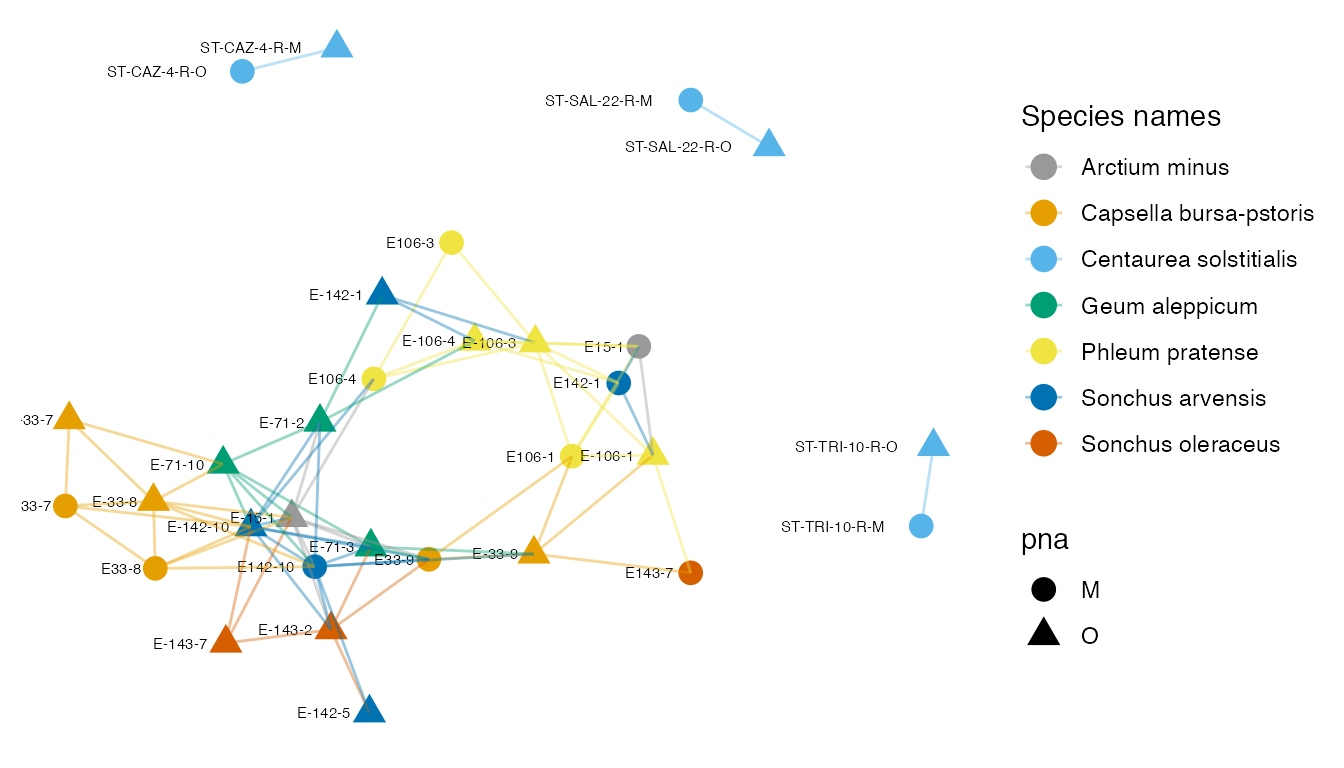 ST-CAZ-4-R-M
ST-CAZ-4-R-O
ST-SAL-22-R-M
ST-SAL-22-R-O
E106-3
E-142-1
E-106-4
E-106-3
E15-1
E106-4
E142-1
33-7
E-71-2
E-71-10
E106-1
E-106-1
ST-TRI-10-R-O
33-7
E-33-8
E-15-1
E-142-10
ST-TRI-10-R-M
E-71-3
E33-9
E-33-9
E33-8
E142-10
E143-7
E-143-2
E-143-7
E-142-5
Species names
Arctium minus
Capsella bursa-pstoris
Centaurea solstitialis
Geum aleppicum
Phleum pratense
Sonchus arvensis
Sonchus oleraceus
pna
M
O